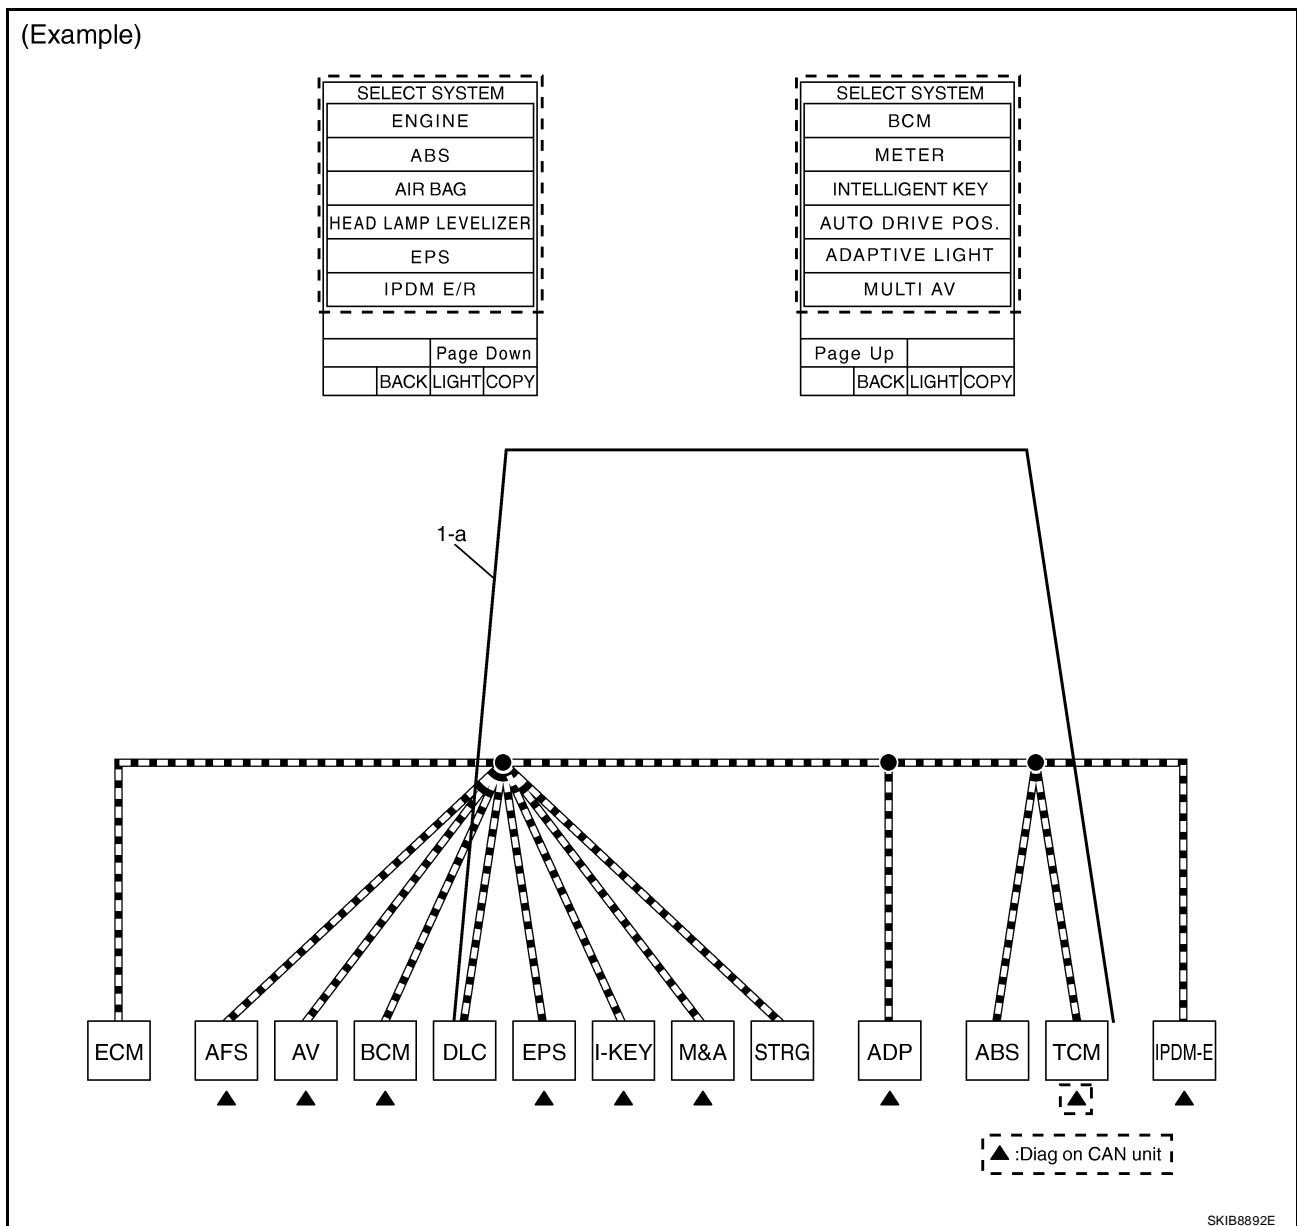 (Example)
SELECT SYSTEM
ENGINE
ABS
AIR BAG
HEAD LAMP LEVELIZER
EPS
IPDM E/R
Page Down
BACK LIGHT COPY
SELECT SYSTEM
BCM
METER
INTELLIGENT KEY
AUTO DRIVE POS.
ADAPTIVE LIGHT
MULTI AV
Page Up
BACK LIGHT COPY
1-a
ECM AFS AV BCM DLC EPS I-KEY M&A STRG ADP ABS TCM IPDM-E
▲ :Diag on CAN unit
SKIB8892E